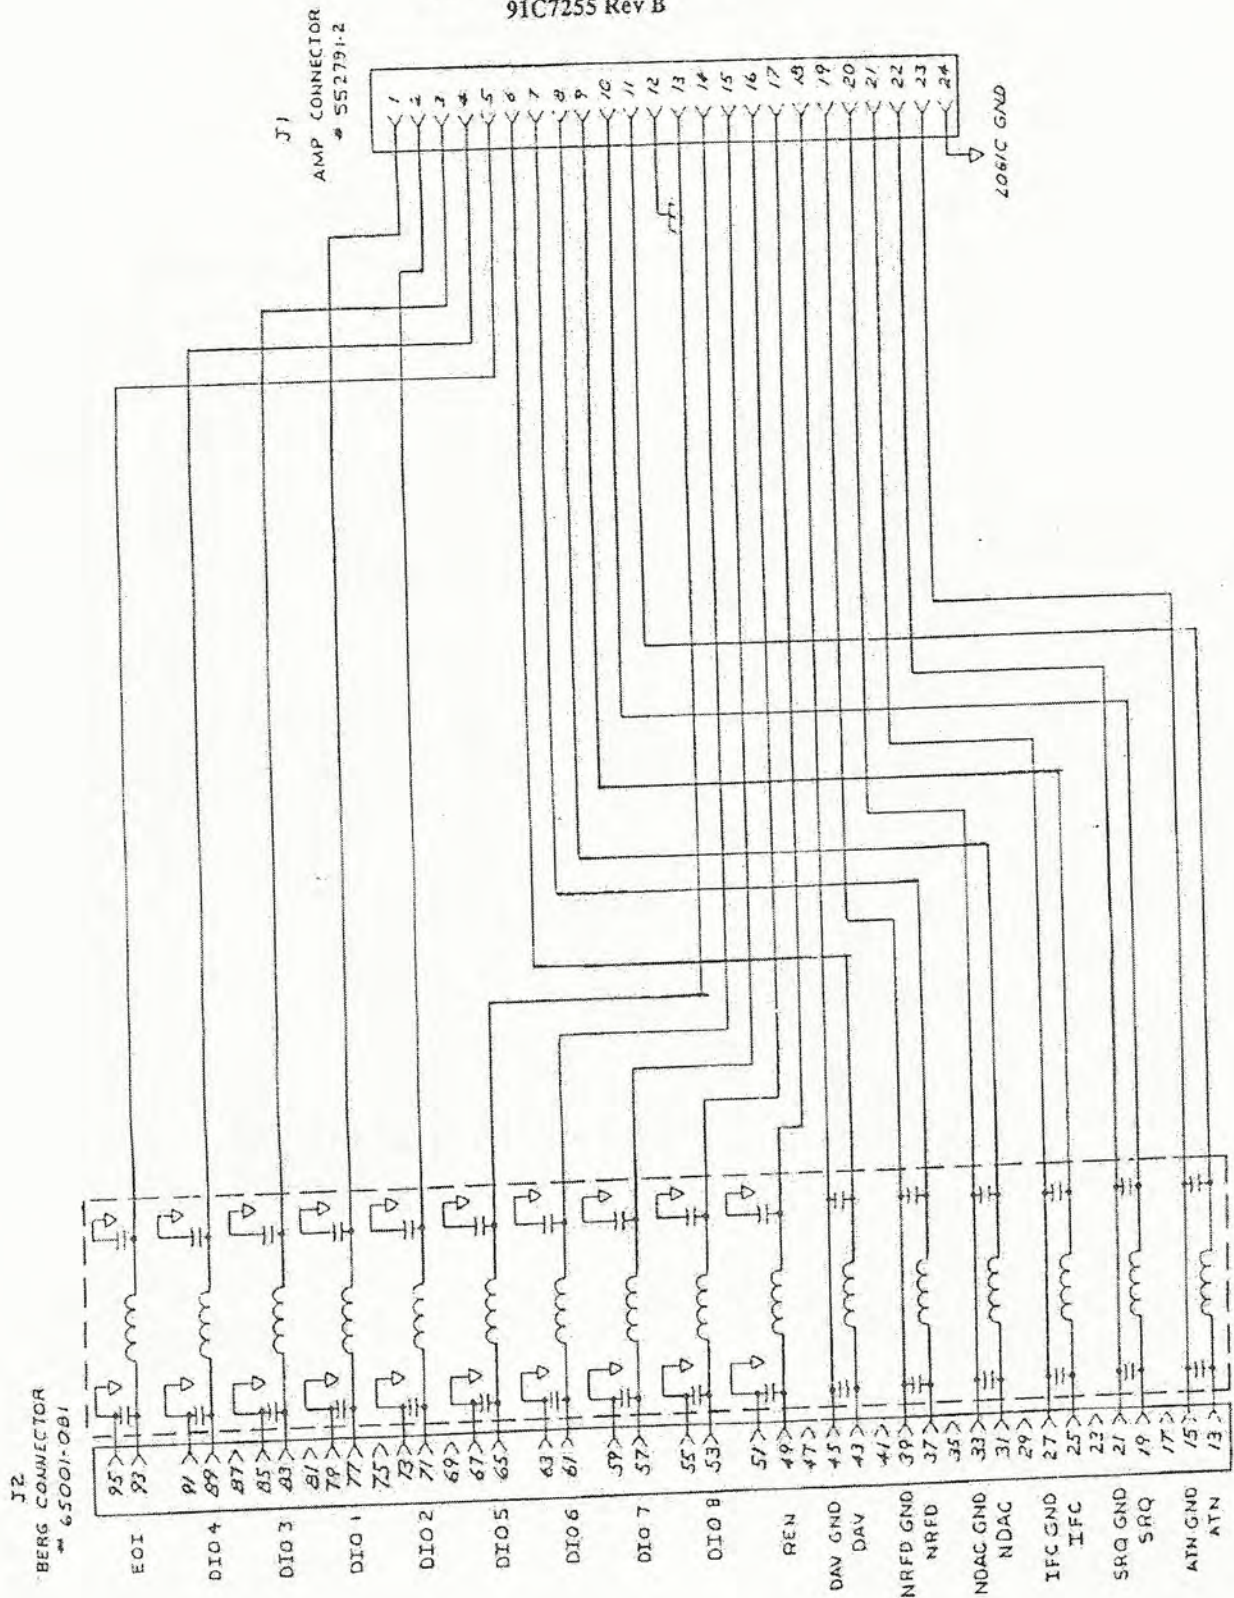 91C7255 Rev B
J1
AMP CONNECTOR
# 552791-2
1
2
3
4
5
6
7
8
9
10
11
12
13
14
15
16
17
18
19
20
21
22
23
24
LOGIC GND
J2
BERG CONNECTOR
# 65001-081
95
93
91
89
87
85
83
81
79
77
75
73
71
69
67
65
63
61
59
57
55
53
51
49
47
45
43
41
39
37
35
33
31
29
27
25
23
21
19
17
15
13
EOI
DIO 4
DIO 3
DIO 1
DIO 2
DIO 5
DIO 6
DIO 7
DIO 8
REN
DAV GND
DAV
NRFD GND
NRFD
NDAC GND
NDAC
IFC GND
IFC
SRQ GND
SRQ
ATN GND
ATN